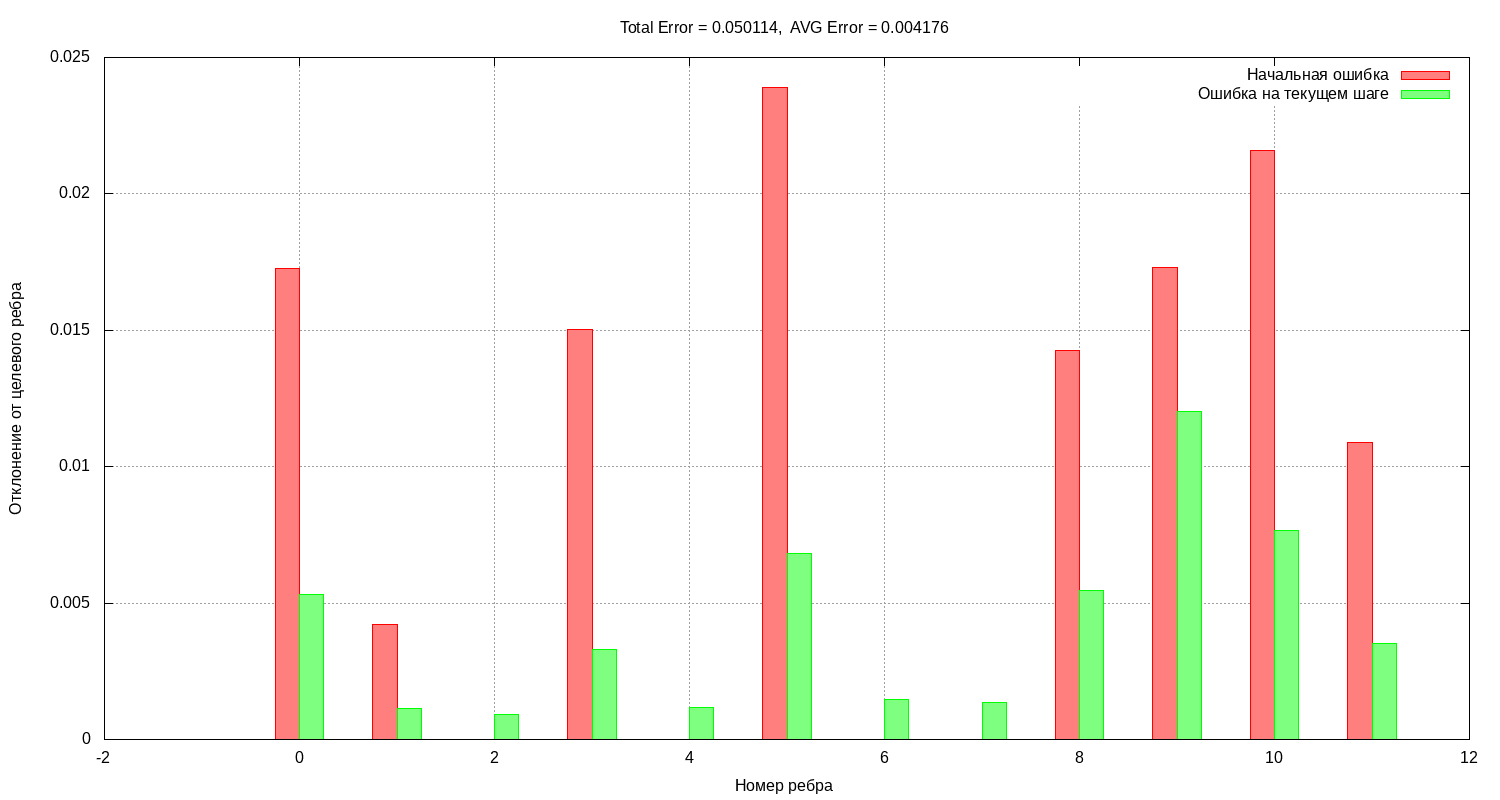 Total Error = 0.050114,  AVG Error = 0.004176
Начальная ошибка
Ошибка на текущем шаге
Отклонение от целевого ребра
0.025
0.02
0.015
0.01
0.005
0
-2 0 2 4 6 8 10 12
Номер ребра